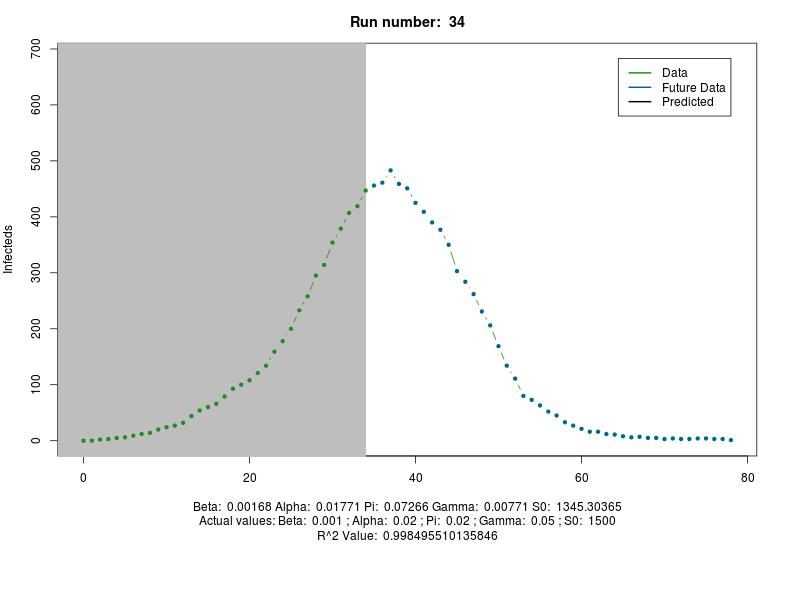 Run number: 34
700
600
500
400
300
200
100
0
Infecteds
Data
Future Data
Predicted
0 20 40 60 80
Beta: 0.00168 Alpha: 0.01771 Pi: 0.07266 Gamma: 0.00771 S0: 1345.30365
Actual values: Beta: 0.001 ; Alpha: 0.02 ; Pi: 0.02 ; Gamma: 0.05 ; S0: 1500
R^2 Value: 0.998495510135846